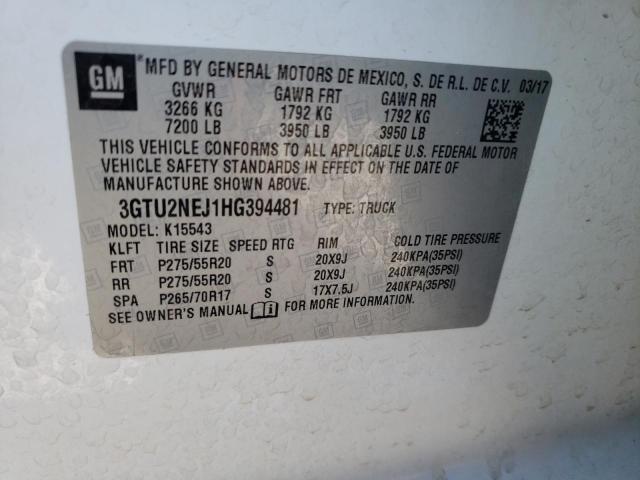 GM
*MFD BY GENERAL MOTORS DE MEXICO, S. DE R.L. DE C.V. 03/17
GVWR GAWR FRT GAWR RR
3266 KG 1792 KG 1792 KG
7200 LB 3950 LB 3950 LB
THIS VEHICLE CONFORMS TO ALL APPLICABLE U.S. FEDERAL MOTOR
VEHICLE SAFETY STANDARDS IN EFFECT ON THE DATE OF
MANUFACTURE SHOWN ABOVE.
3GTU2NEJ1HG394481 TYPE: TRUCK
MODEL: K15543
KLFT TIRE SIZE SPEED RTG RIM COLD TIRE PRESSURE
FRT P275/55R20 S 20X9J 240KPA(35PSI)
RR P275/55R20 S 20X9J 240KPA(35PSI)
SPA P265/70R17 S 17X7.5J 240KPA(35PSI)
SEE OWNER'S MANUAL FOR MORE INFORMATION.